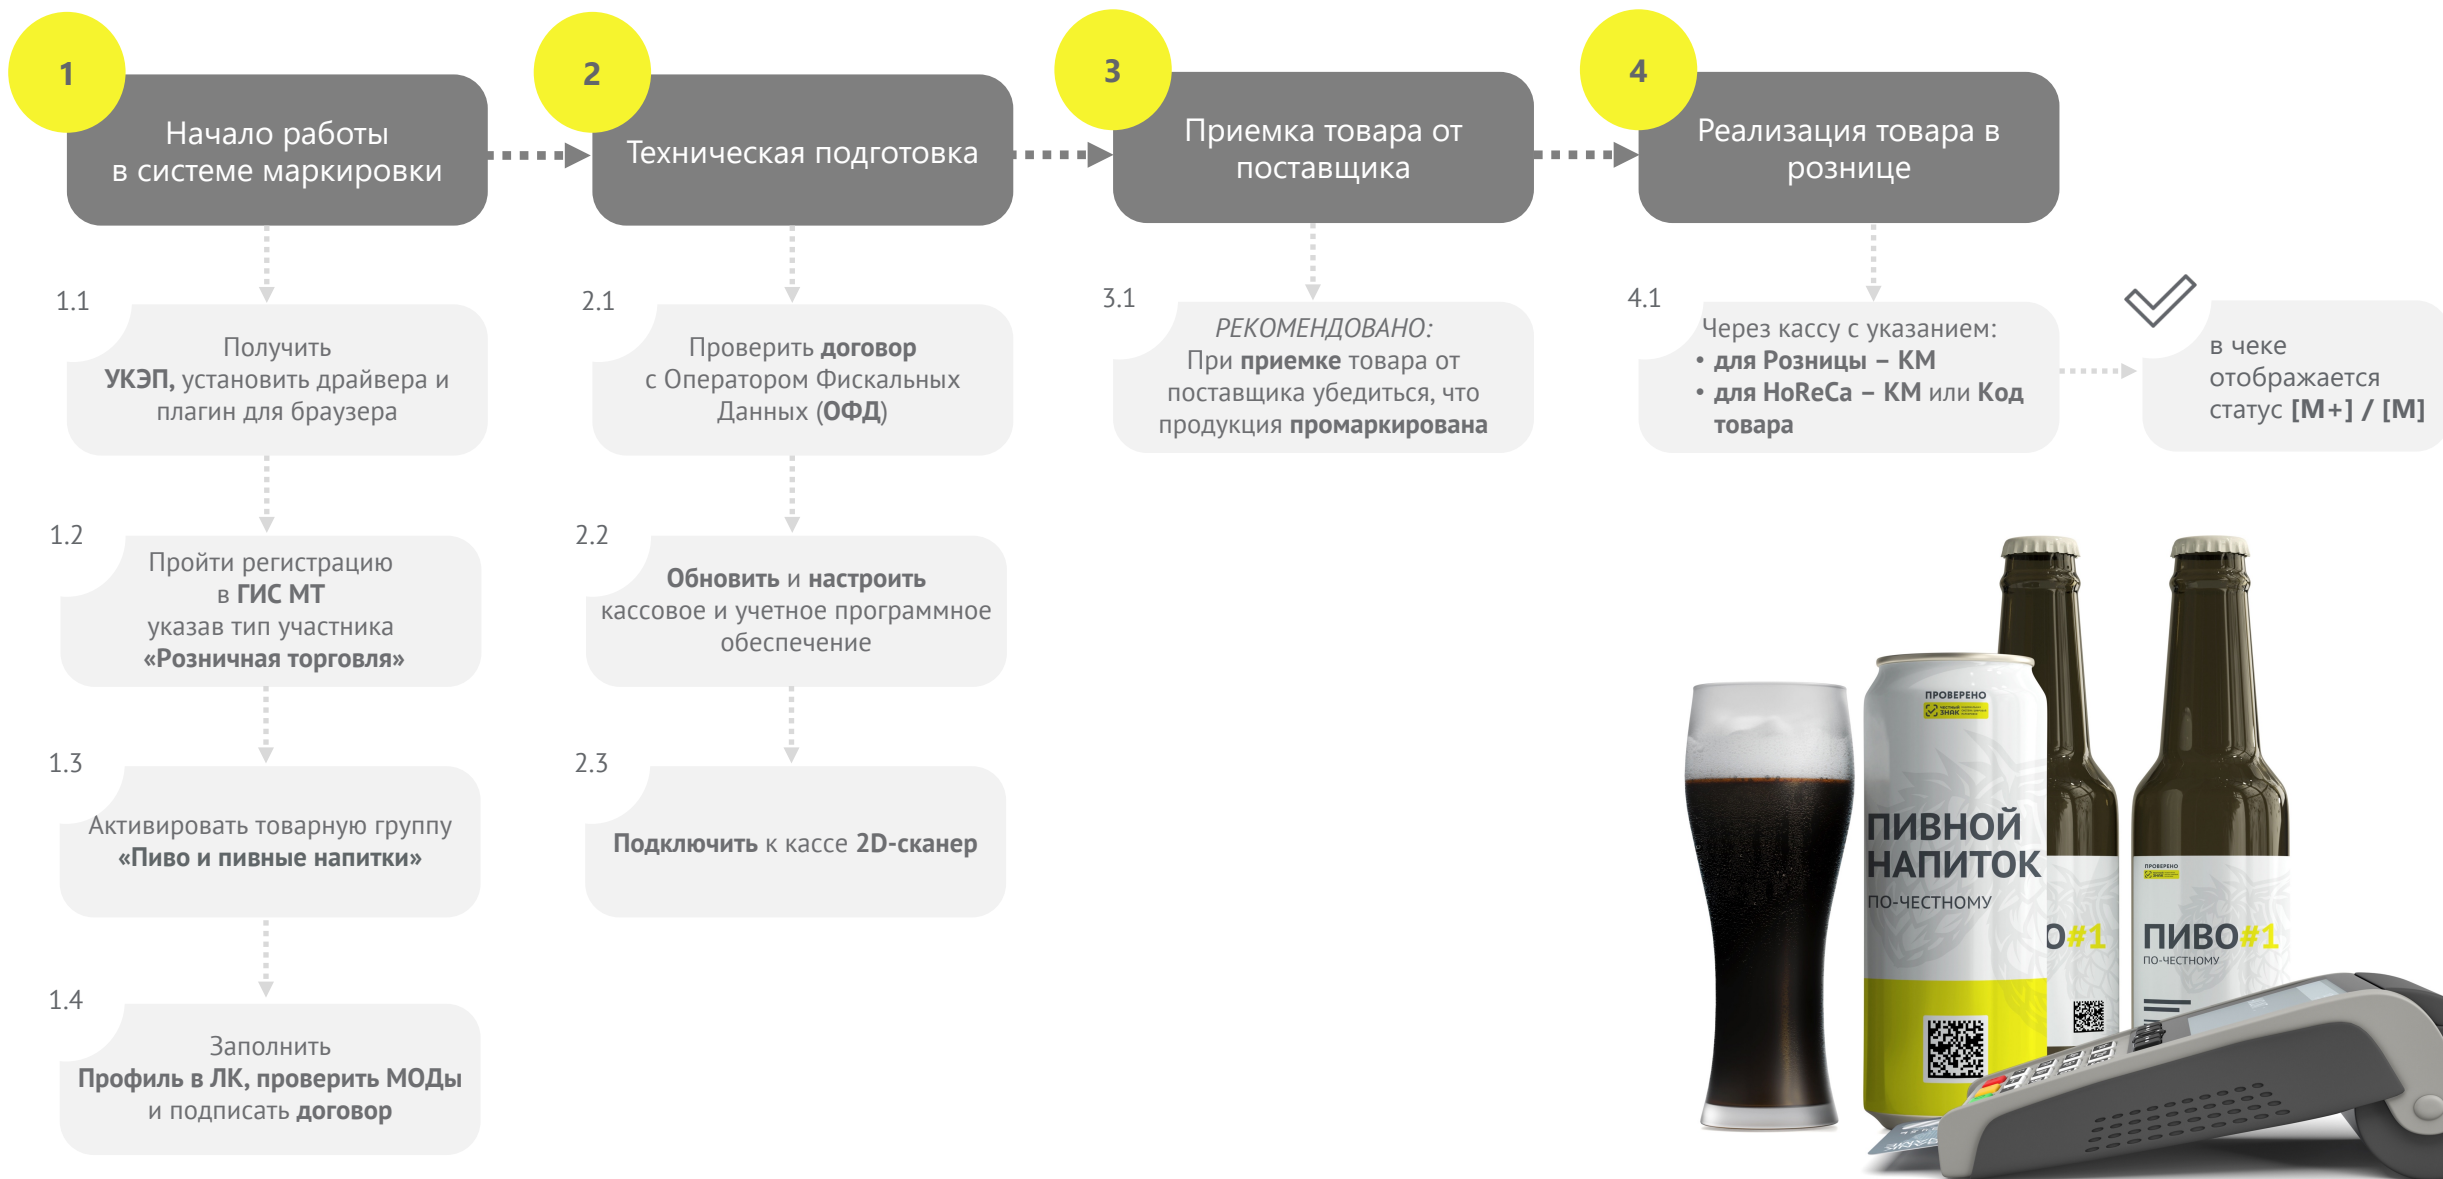 1
Начало работы
в системе маркировки
2
Техническая подготовка
3
Приемка товара от
поставщика
4
Реализация товара в
рознице
1.1
Получить
УКЭП, установить драйвера и
плагин для браузера
1.2
Пройти регистрацию
в ГИС МТ
указав тип участника
«Розничная торговля»
1.3
Активировать товарную группу
«Пиво и пивные напитки»
1.4
Заполнить
Профиль в ЛК, проверить МОДы
и подписать договор
2.1
Проверить договор
с Оператором Фискальных
Данных (ОФД)
2.2
Обновить и настроить
кассовое и учетное программное
обеспечение
2.3
Подключить к кассе 2D-сканер
3.1
РЕКОМЕНДОВАНО:
При приемке товара от
поставщика убедиться, что
продукция промаркирована
4.1
Через кассу с указанием:
• для Розницы – КМ
• для HoReCa – КМ или Код
товара
в чеке
отображается
статус [М+] / [М]
ПРОВЕРЕНО
ЧЕСТНЫЙ
ЗНАК
ПИВНОЙ
НАПИТОК
ПО-ЧЕСТНОМУ
О#1
ПРОВЕРЕНО
ПИВО#1
ПО-ЧЕСТНОМУ